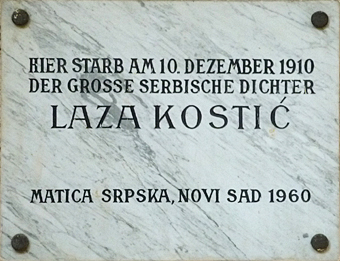 HIER STARB AM 10. DEZEMBER 1910
DER GROSSE SERBISCHE DICHTER
LAZA KOSTIĆ
MATICA SRPSKA, NOVI SAD 1960